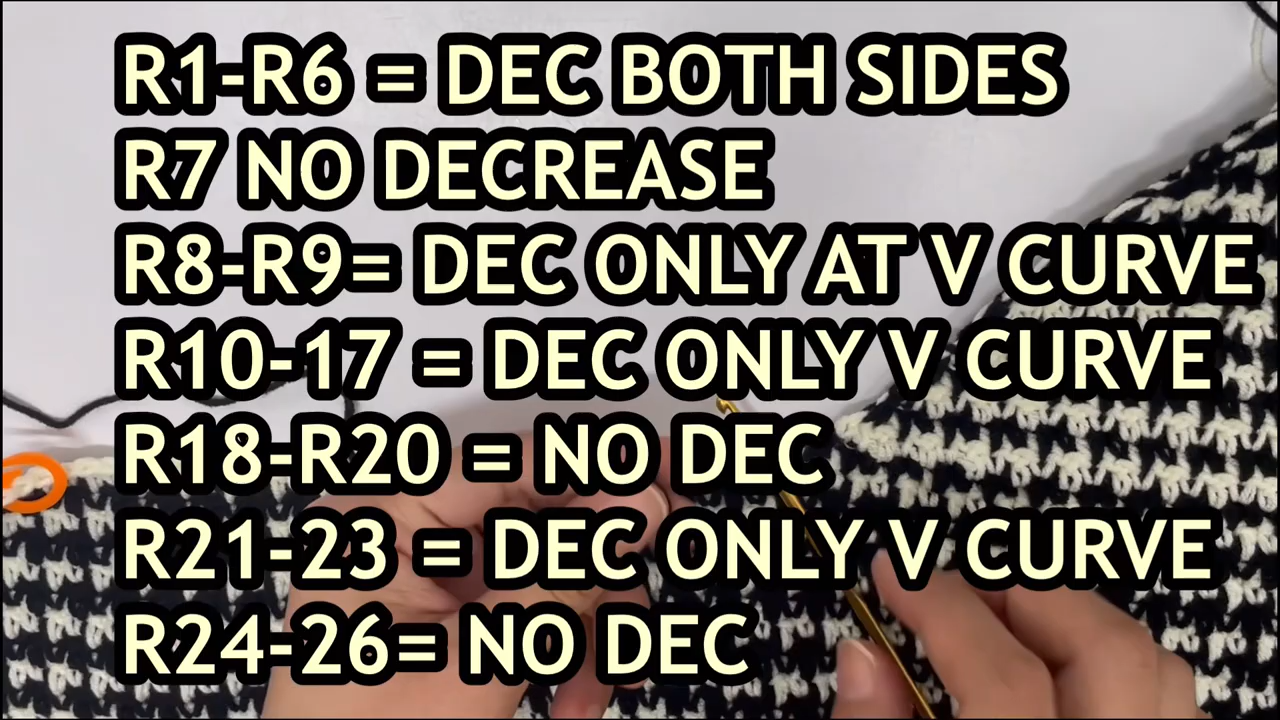 R1-R6 = DEC BOTH SIDES
R7 NO DECREASE
R8-R9= DEC ONLY AT V CURVE
R10-17 = DEC ONLY V CURVE
R18-R20 = NO DEC
R21-23 = DEC ONLY V CURVE
R24-26= NO DEC